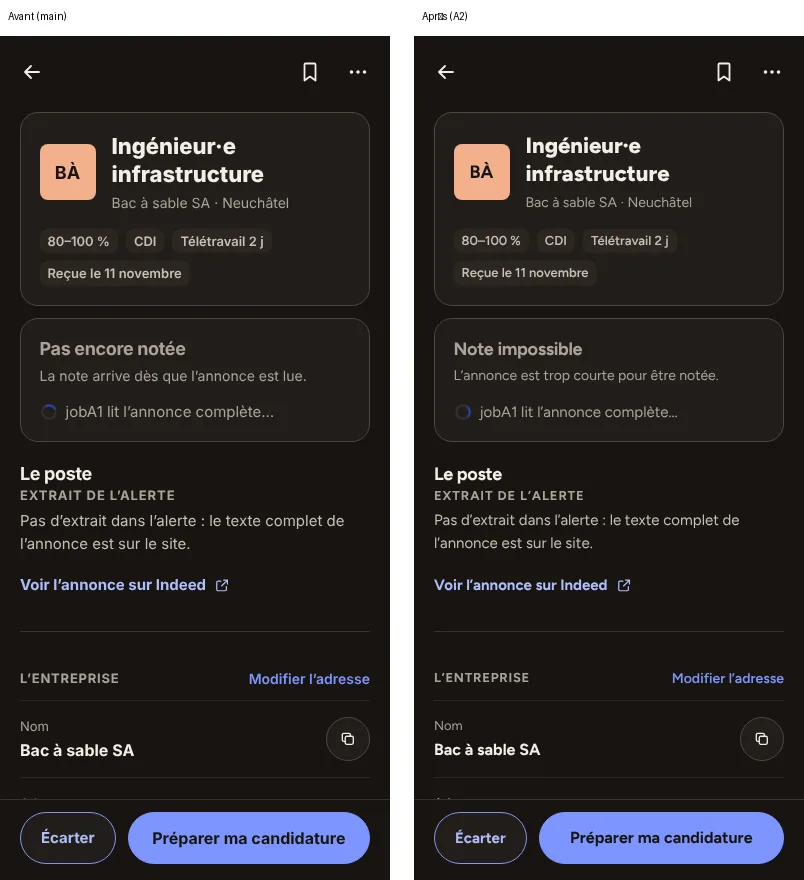 Avant (main)
BÀ
Ingénieur·e
infrastructure
Bac à sable SA · Neuchâtel
80–100 %
CDI
Télétravail 2 j
Reçue le 11 novembre
Pas encore notée
La note arrive dès que l’annonce est lue.
jobA1 lit l’annonce complète…
Le poste
EXTRAIT DE L’ALERTE
Pas d’extrait dans l’alerte : le texte complet de
l’annonce est sur le site.
Voir l’annonce sur Indeed
L’ENTREPRISE
Modifier l’adresse
Nom
Bac à sable SA
Écarter
Préparer ma candidature
(A2)
BÀ
Ingénieur·e
infrastructure
Bac à sable SA · Neuchâtel
80–100 %
CDI
Télétravail 2 j
Reçue le 11 novembre
Note impossible
L’annonce est trop courte pour être notée.
jobA1 lit l’annonce complète…
Le poste
EXTRAIT DE L’ALERTE
Pas d’extrait dans l’alerte : le texte complet de
l’annonce est sur le site.
Voir l’annonce sur Indeed
L’ENTREPRISE
Modifier l’adresse
Nom
Bac à sable SA
Écarter
Préparer ma candidature